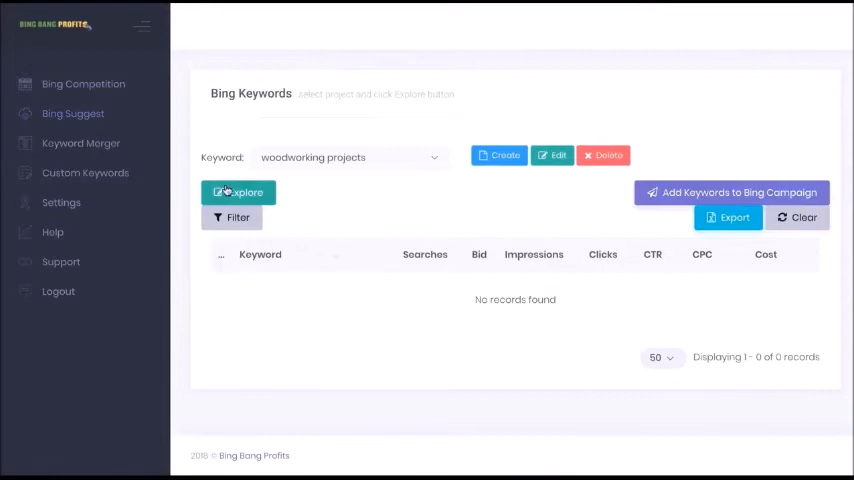 BING BANG PROFITS
Bing Competition
Bing Suggest
Keyword Merger
Custom Keywords
Settings
Help
Support
Logout
Bing Keywords select project and click Explore button
Keyword: woodworking projects
Create Edit Delete
Explore
Add Keywords to Bing Campaign
Filter
Export Clear
... Keyword Searches Bid Impressions Clicks CTR CPC Cost
No records found
50 Displaying 1 - 0 of 0 records
2018 © Bing Bang Profits